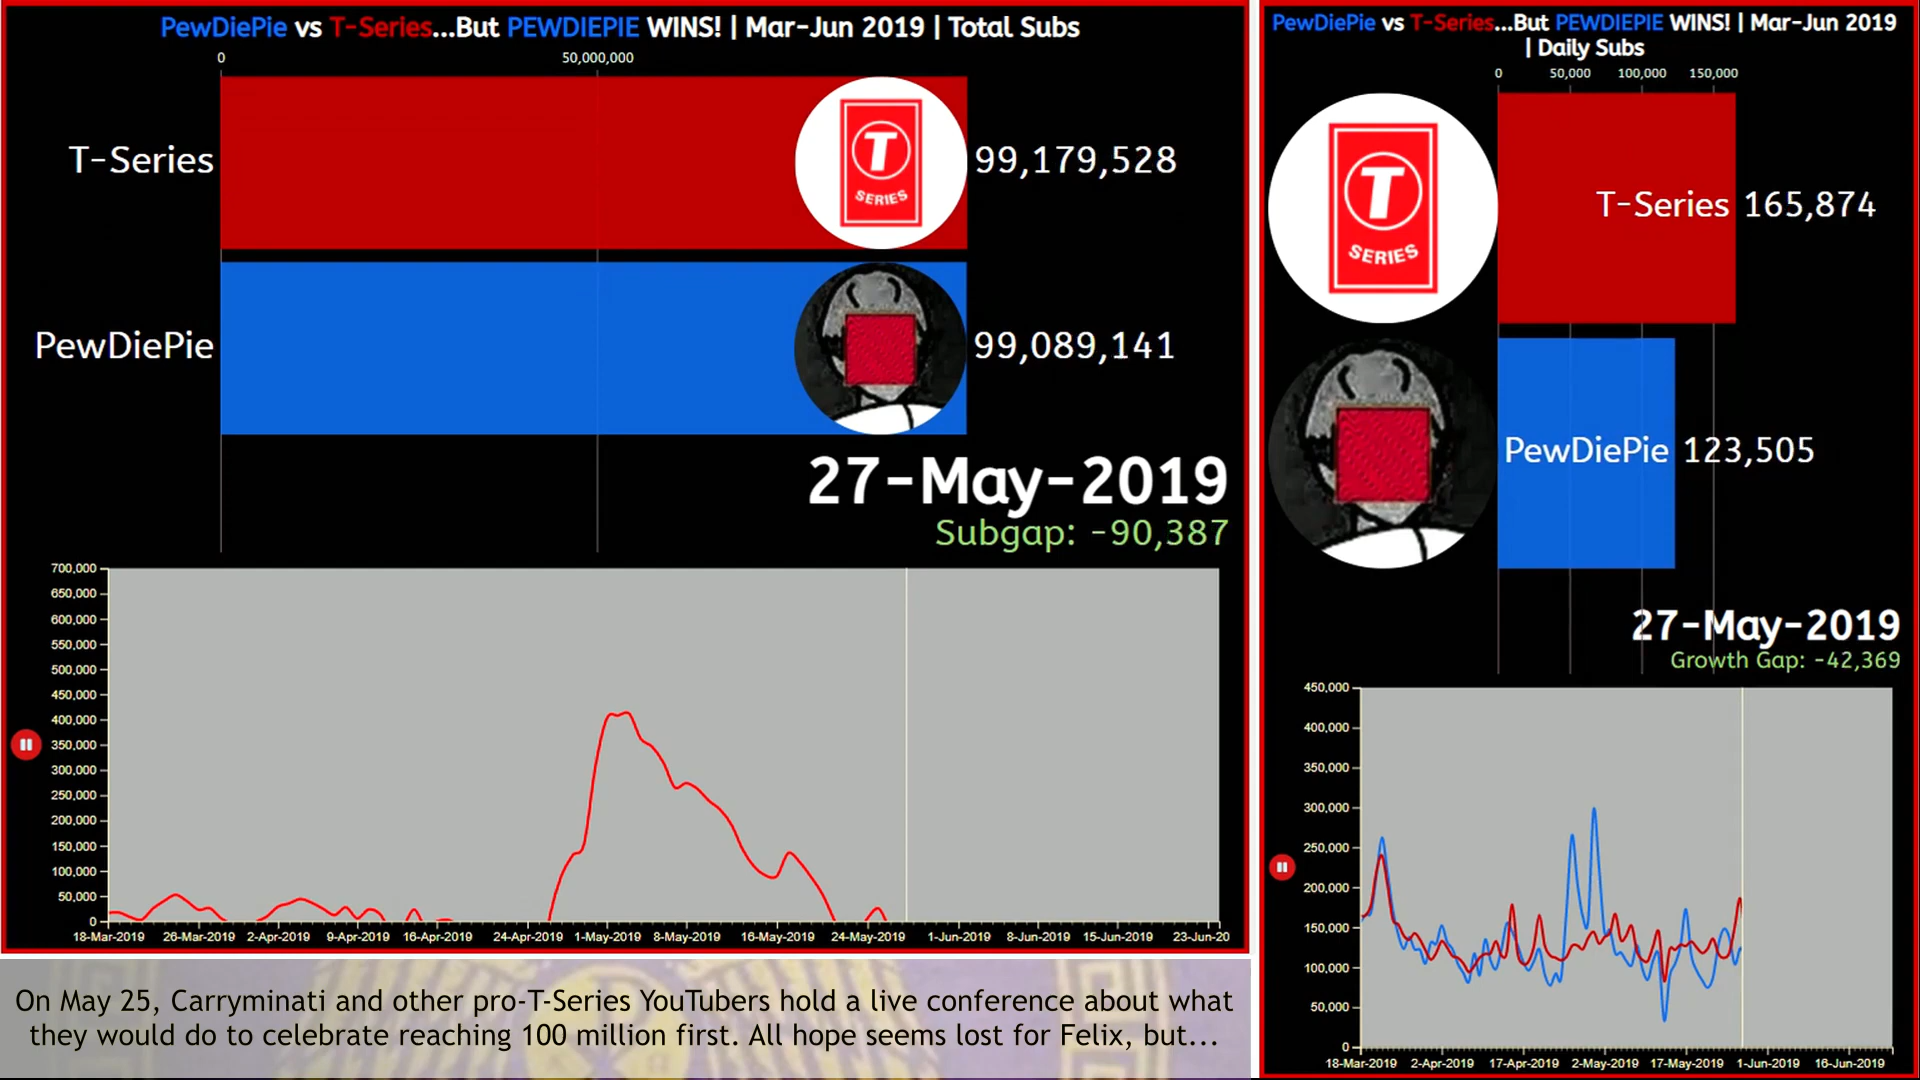 PewDiePie vs T-Series...But PEWDIEPIE WINS! | Mar-Jun 2019 | Total Subs
0 50,000,000
T-Series
T
SERIES
99,179,528
PewDiePie
99,089,141
27-May-2019
Subgap: -90,387
700,000
650,000
600,000
550,000
500,000
450,000
400,000
350,000
300,000
250,000
200,000
150,000
100,000
50,000
0
18-Mar-2019 26-Mar-2019 2-Apr-2019 9-Apr-2019 16-Apr-2019 24-Apr-2019 1-May-2019 8-May-2019 16-May-2019 24-May-2019 1-Jun-2019 8-Jun-2019 15-Jun-2019 23-Jun-20
On May 25, Carryminati and other pro-T-Series YouTubers hold a live conference about what
they would do to celebrate reaching 100 million first. All hope seems lost for Felix, but...
PewDiePie vs T-Series...But PEWDIEPIE WINS! | Mar-Jun 2019
| Daily Subs
0 50,000 100,000 150,000
T
SERIES
T-Series 165,874
PewDiePie 123,505
27-May-2019
Growth Gap: -42,369
450,000
400,000
350,000
300,000
250,000
200,000
150,000
100,000
50,000
0
18-Mar-2019 2-Apr-2019 17-Apr-2019 2-May-2019 17-May-2019 1-Jun-2019 16-Jun-2019